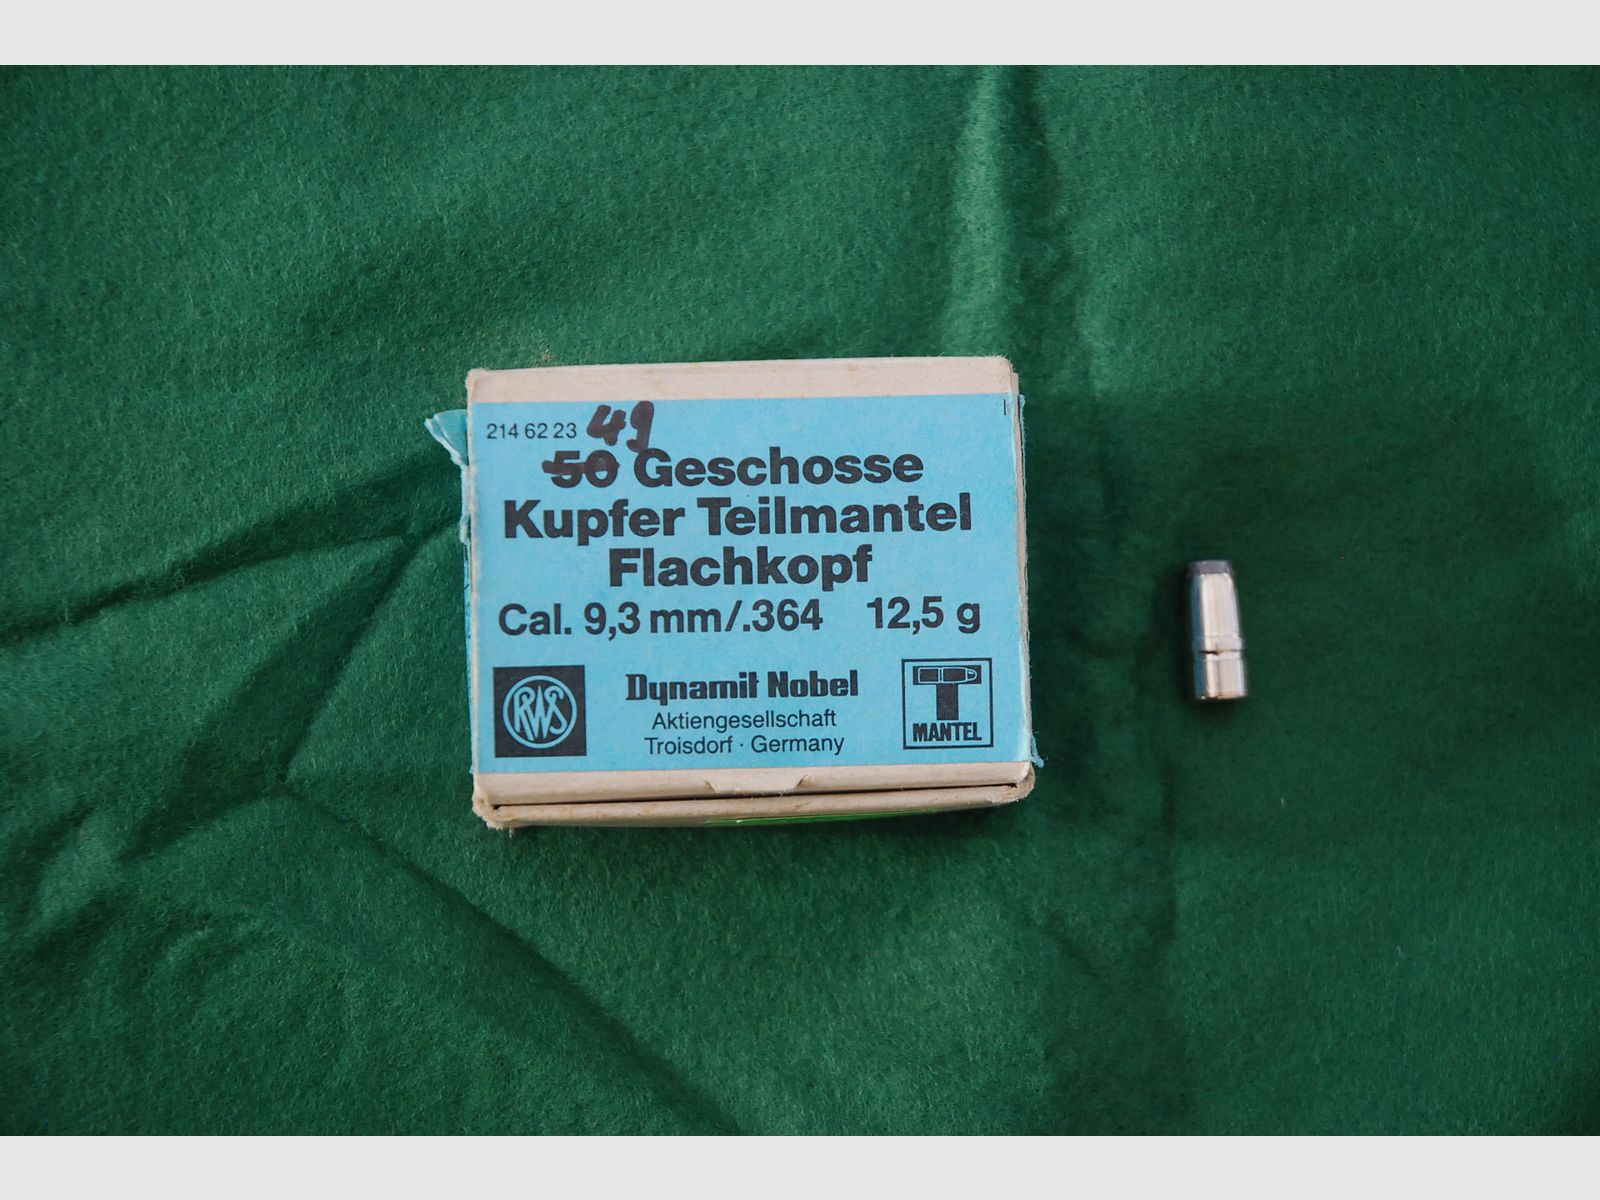 214 62 23 49
50 Geschosse
Kupfer Teilmantel
Flachkopf
Cal. 9,3 mm/.364 12,5 g
RWS
Dynamit Nobel
Aktiengesellschaft
Troisdorf · Germany
T
MANTEL